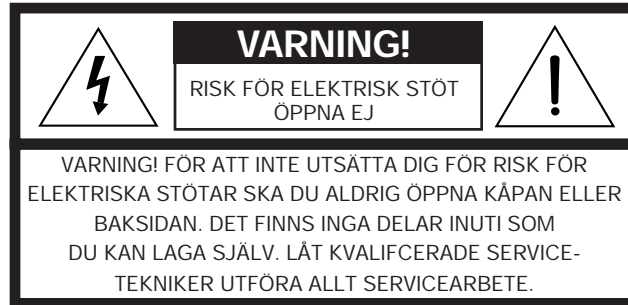 VARNING!
RISK FÖR ELEKTRISK STÖT
ÖPPNA EJ
VARNING! FÖR ATT INTE UTSÄTTA DIG FÖR RISK FÖR
ELEKTRISKA STÖTAR SKA DU ALDRIG ÖPPNA KÅPAN ELLER
BAKSIDAN. DET FINNS INGA DELAR INUTI SOM
DU KAN LAGA SJÄLV. LÅT KVALIFCERADE SERVICE-
TEKNIKER UTFÖRA ALLT SERVICEARBETE.